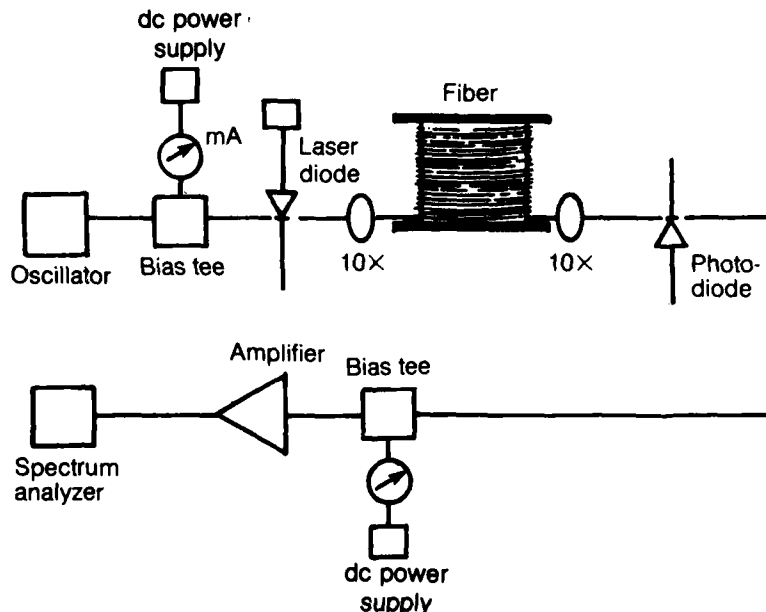 dc power
supply
mA
Laser
diode
Fiber
Oscillator
Bias tee
10×
10×
Photo-
diode
Amplifier
Bias tee
Spectrum
analyzer
dc power
supply